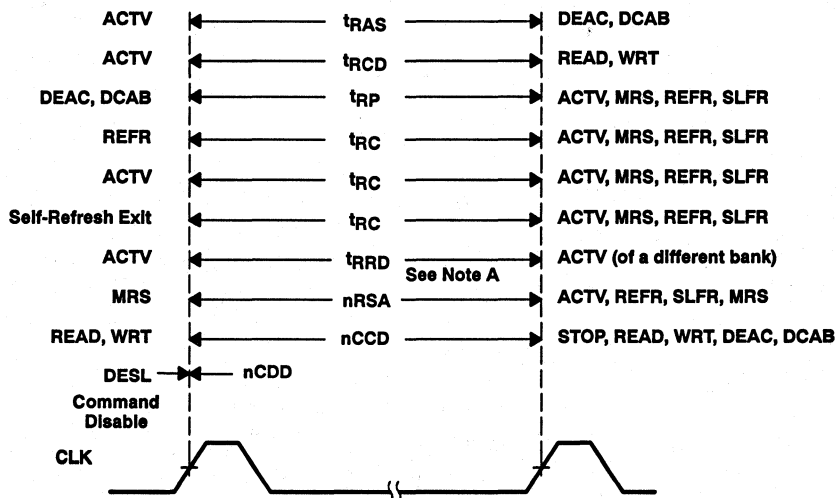 ACTV tRAS DEAC, DCAB
ACTV tRCD READ, WRT
DEAC, DCAB tRP ACTV, MRS, REFR, SLFR
REFR tRC ACTV, MRS, REFR, SLFR
ACTV tRC ACTV, MRS, REFR, SLFR
Self-Refresh Exit tRC ACTV, MRS, REFR, SLFR
ACTV tRRD ACTV (of a different bank)
See Note A
MRS nRSA ACTV, REFR, SLFR, MRS
READ, WRT nCCD STOP, READ, WRT, DEAC, DCAB
DESL nCDD
Command
Disable
CLK